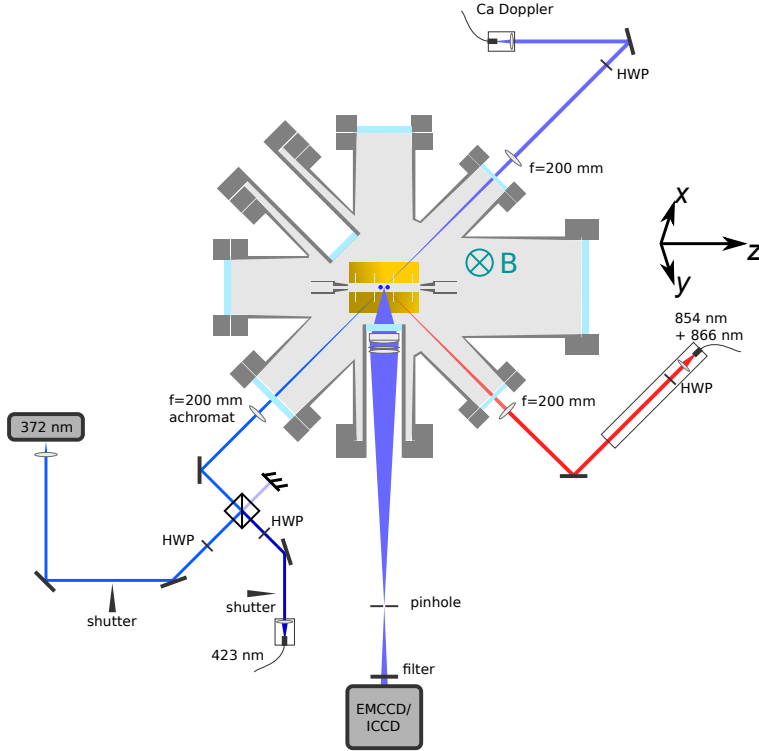 Ca Doppler
HWP
f=200 mm
B
x
z
y
854 nm
+ 866 nm
HWP
f=200 mm
f=200 mm
achromat
372 nm
HWP
HWP
shutter
shutter
423 nm
pinhole
filter
EMCCD/
ICCD